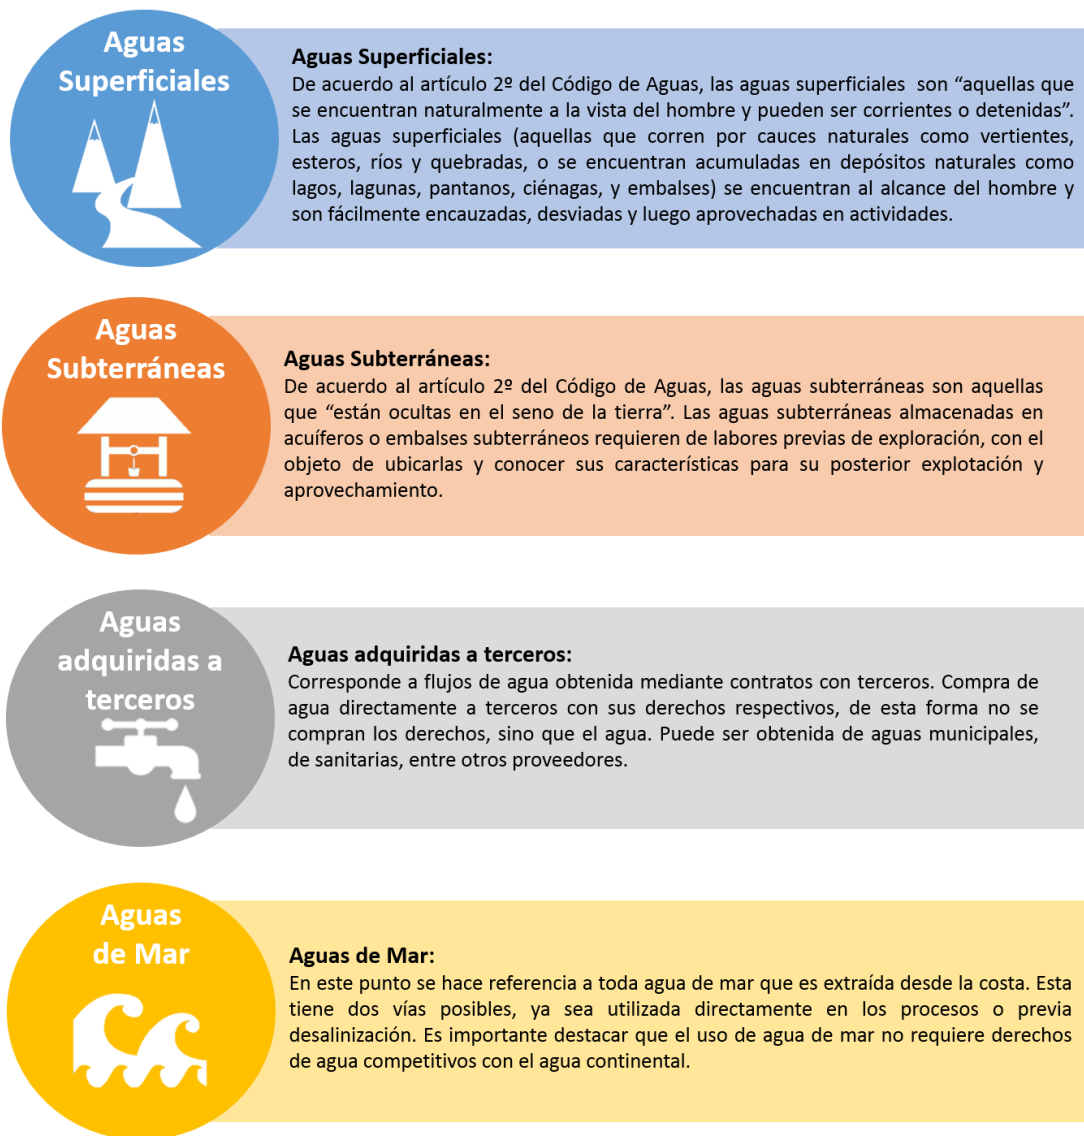 Aguas
Superficiales
Aguas Superficiales:
De acuerdo al artículo 2º del Código de Aguas, las aguas superficiales son “aquellas que
se encuentran naturalmente a la vista del hombre y pueden ser corrientes o detenidas”.
Las aguas superficiales (aquellas que corren por cauces naturales como vertientes,
esteros, ríos y quebradas, o se encuentran acumuladas en depósitos naturales como
lagos, lagunas, pantanos, ciénagas, y embalses) se encuentran al alcance del hombre y
son fácilmente encauzadas, desviadas y luego aprovechadas en actividades.
Aguas
Subterráneas
Aguas Subterráneas:
De acuerdo al artículo 2º del Código de Aguas, las aguas subterráneas son aquellas
que “están ocultas en el seno de la tierra”. Las aguas subterráneas almacenadas en
acuíferos o embalses subterráneos requieren de labores previas de exploración, con el
objeto de ubicarlas y conocer sus características para su posterior explotación y
aprovechamiento.
Aguas
adquiridas a
terceros
Aguas adquiridas a terceros:
Corresponde a flujos de agua obtenida mediante contratos con terceros. Compra de
agua directamente a terceros con sus derechos respectivos, de esta forma no se
compran los derechos, sino que el agua. Puede ser obtenida de aguas municipales,
de sanitarias, entre otros proveedores.
Aguas
de Mar
Aguas de Mar:
En este punto se hace referencia a toda agua de mar que es extraída desde la costa. Esta
tiene dos vías posibles, ya sea utilizada directamente en los procesos o previa
desalinización. Es importante destacar que el uso de agua de mar no requiere derechos
de agua competitivos con el agua continental.